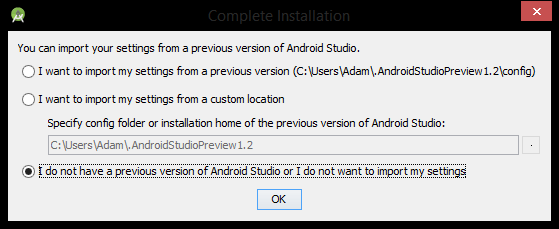 Complete Installation
You can import your settings from a previous version of Android Studio.
I want to import my settings from a previous version (C:\Users\Adam\.AndroidStudioPreview1.2\config)
I want to import my settings from a custom location
Specify config folder or installation home of the previous version of Android Studio:
C:\Users\Adam\.AndroidStudioPreview1.2
.
I do not have a previous version of Android Studio or I do not want to import my settings
OK